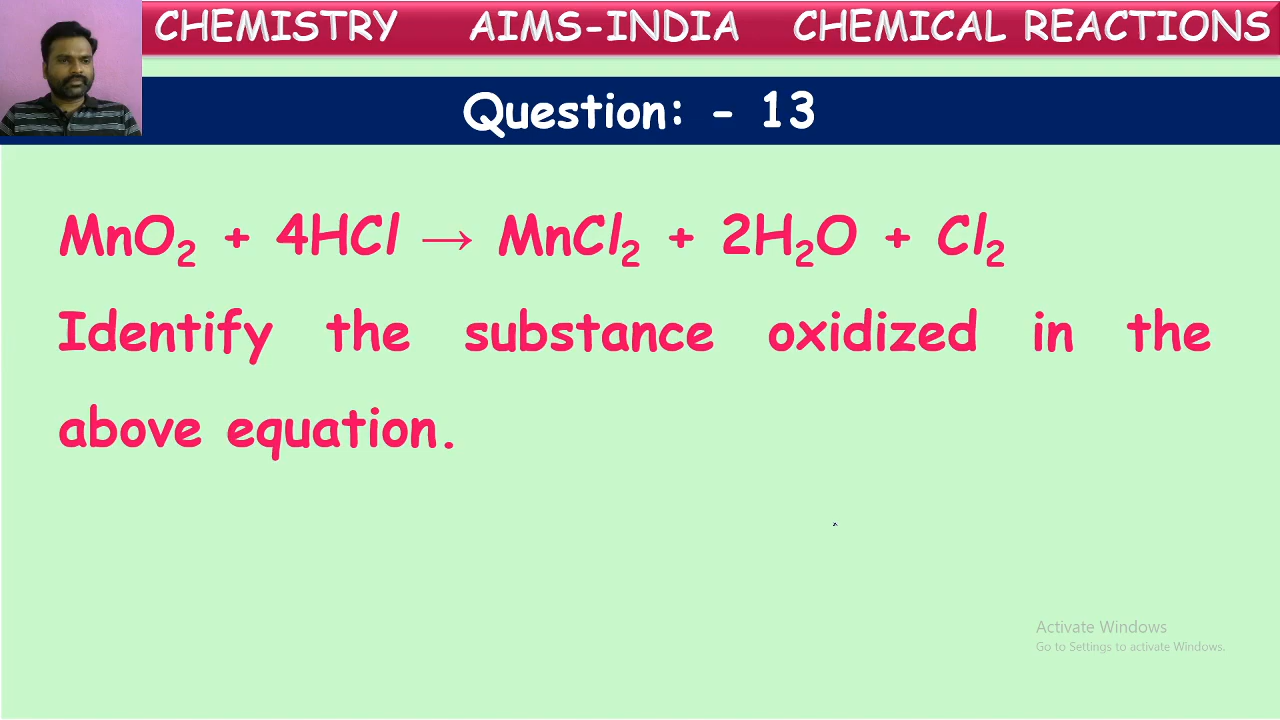 CHEMISTRY AIMS-INDIA CHEMICAL REACTIONS
Question: - 13
MnO₂ + 4HCl → MnCl₂ + 2H₂O + Cl₂
Identify the substance oxidized in the
above equation.
Activate Windows
Go to Settings to activate Windows.